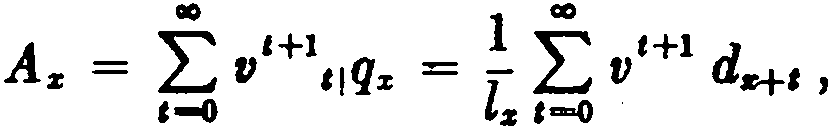 $A_x = \sum_{t=0}^{\infty} v^{t+1} {}_{t|}q_x = \frac{1}{l_x} \sum_{t=0}^{\infty} v^{t+1} d_{x+t} ,$